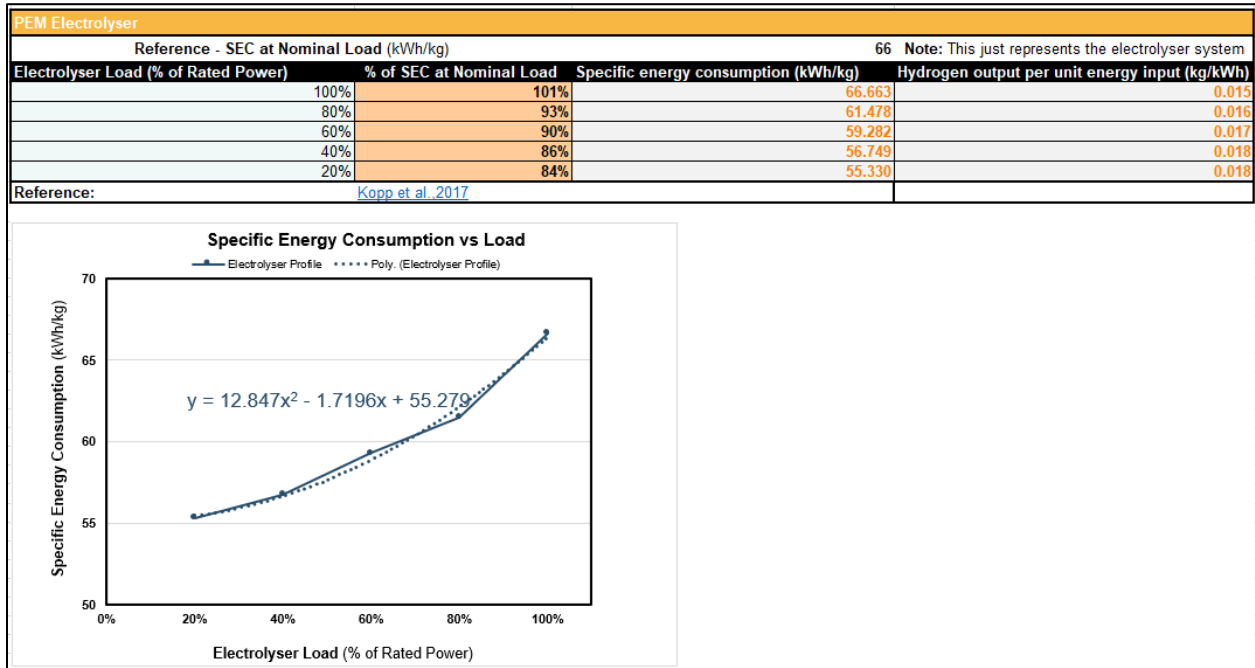 PEM Electrolyser
Reference - SEC at Nominal Load (kWh/kg) 66 Note: This just represents the electrolyser system
Electrolyser Load (% of Rated Power) % of SEC at Nominal Load Specific energy consumption (kWh/kg) Hydrogen output per unit energy input (kg/kWh)
100% 101% 66.663 0.015
80% 93% 61.478 0.016
60% 90% 59.282 0.017
40% 86% 56.749 0.018
20% 84% 55.330 0.018
Reference: Kopp et al.,2017
Specific Energy Consumption vs Load
Electrolyser Profile Poly. (Electrolyser Profile)
Specific Energy Consumption (kWh/kg)
70
65
y = 12.847x² - 1.7196x + 55.279
60
55
50
0% 20% 40% 60% 80% 100%
Electrolyser Load (% of Rated Power)